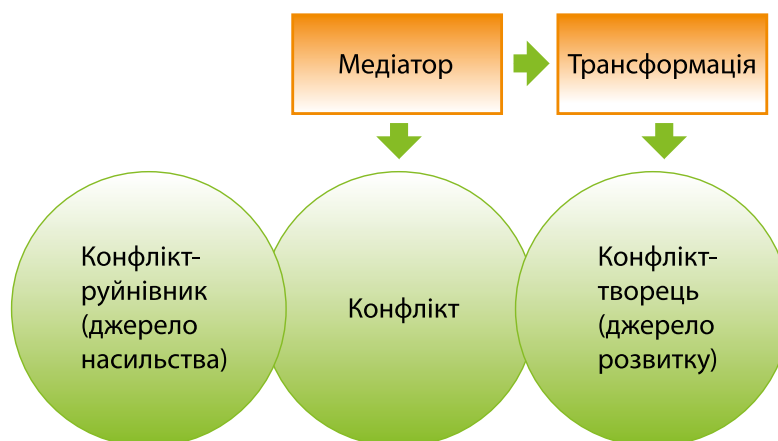 Медіатор
Трансформація
Конфлікт-
руйнівник
(джерело
насильства)
Конфлікт
Конфлікт-
творець
(джерело
розвитку)